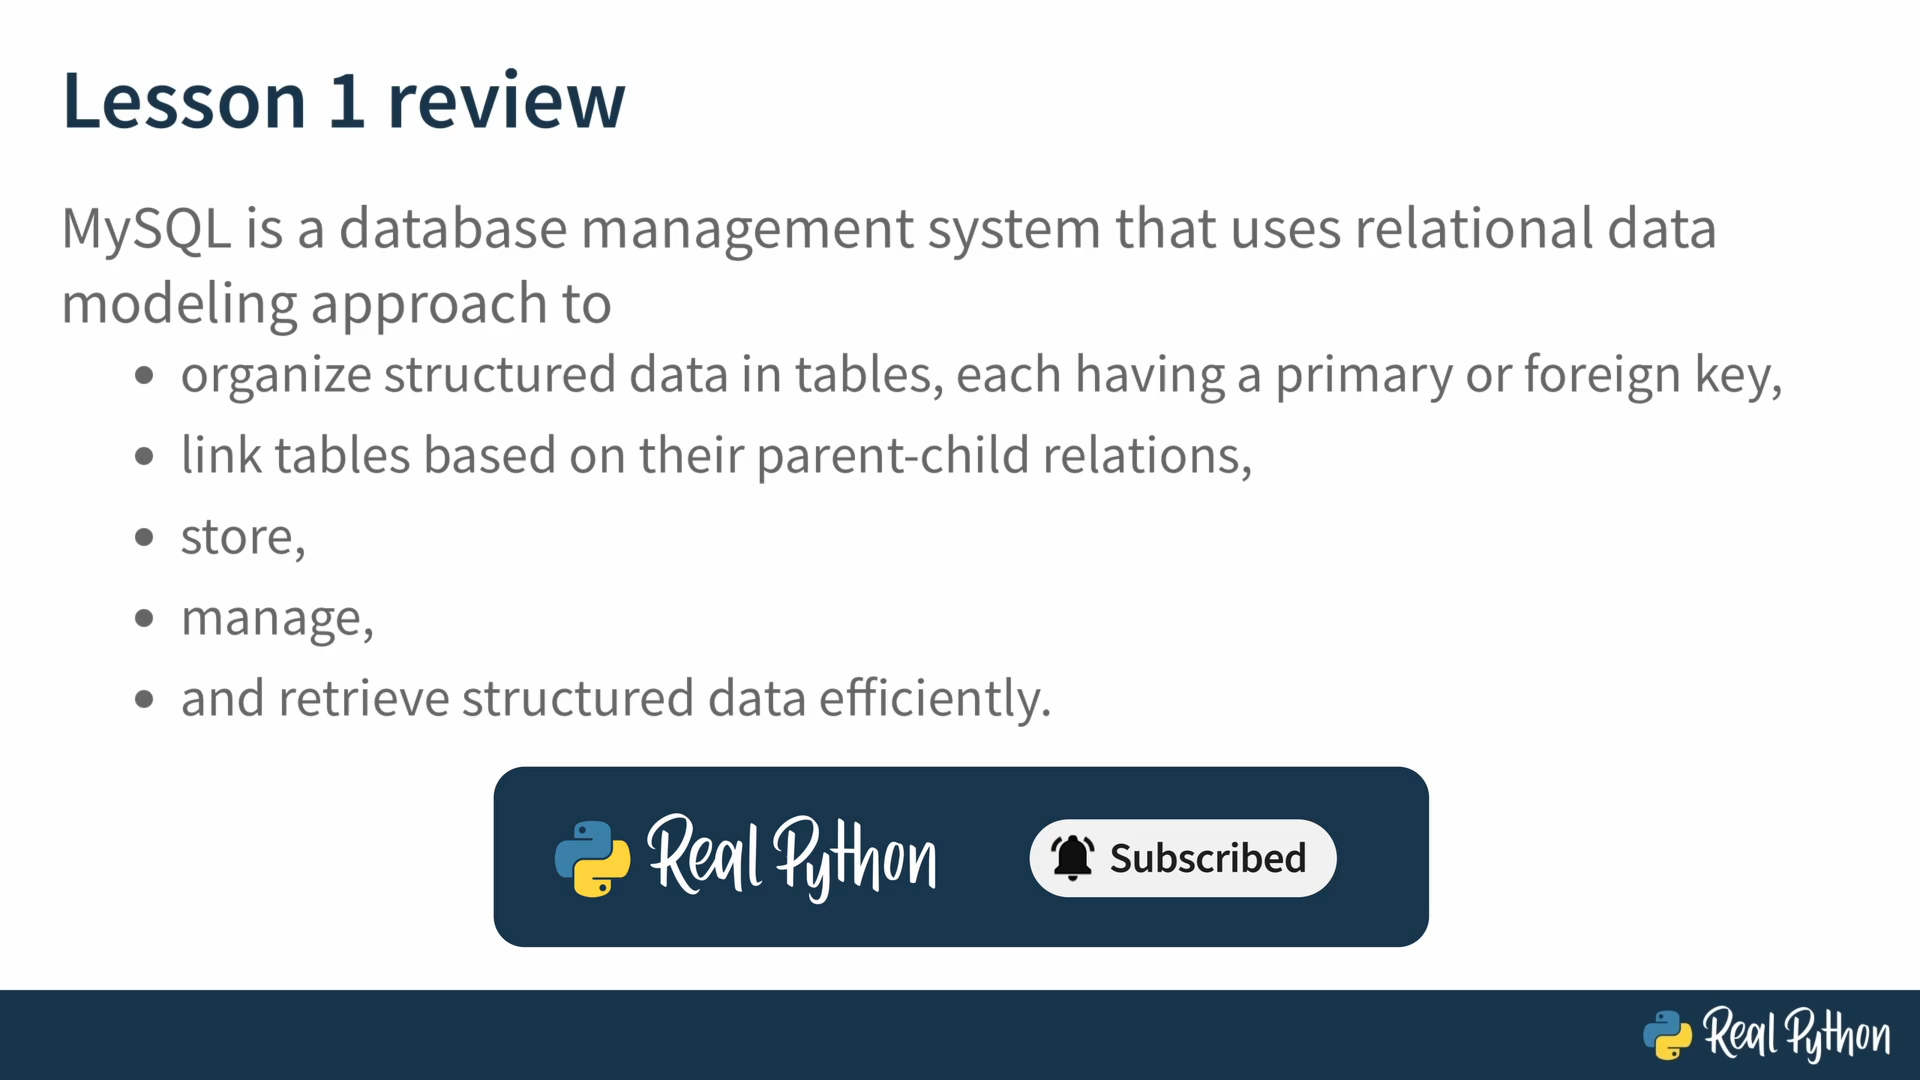 Lesson 1 review
MySQL is a database management system that uses relational data
modeling approach to
• organize structured data in tables, each having a primary or foreign key,
• link tables based on their parent-child relations,
• store,
• manage,
• and retrieve structured data efficiently.
Real Python
Subscribed
Real Python